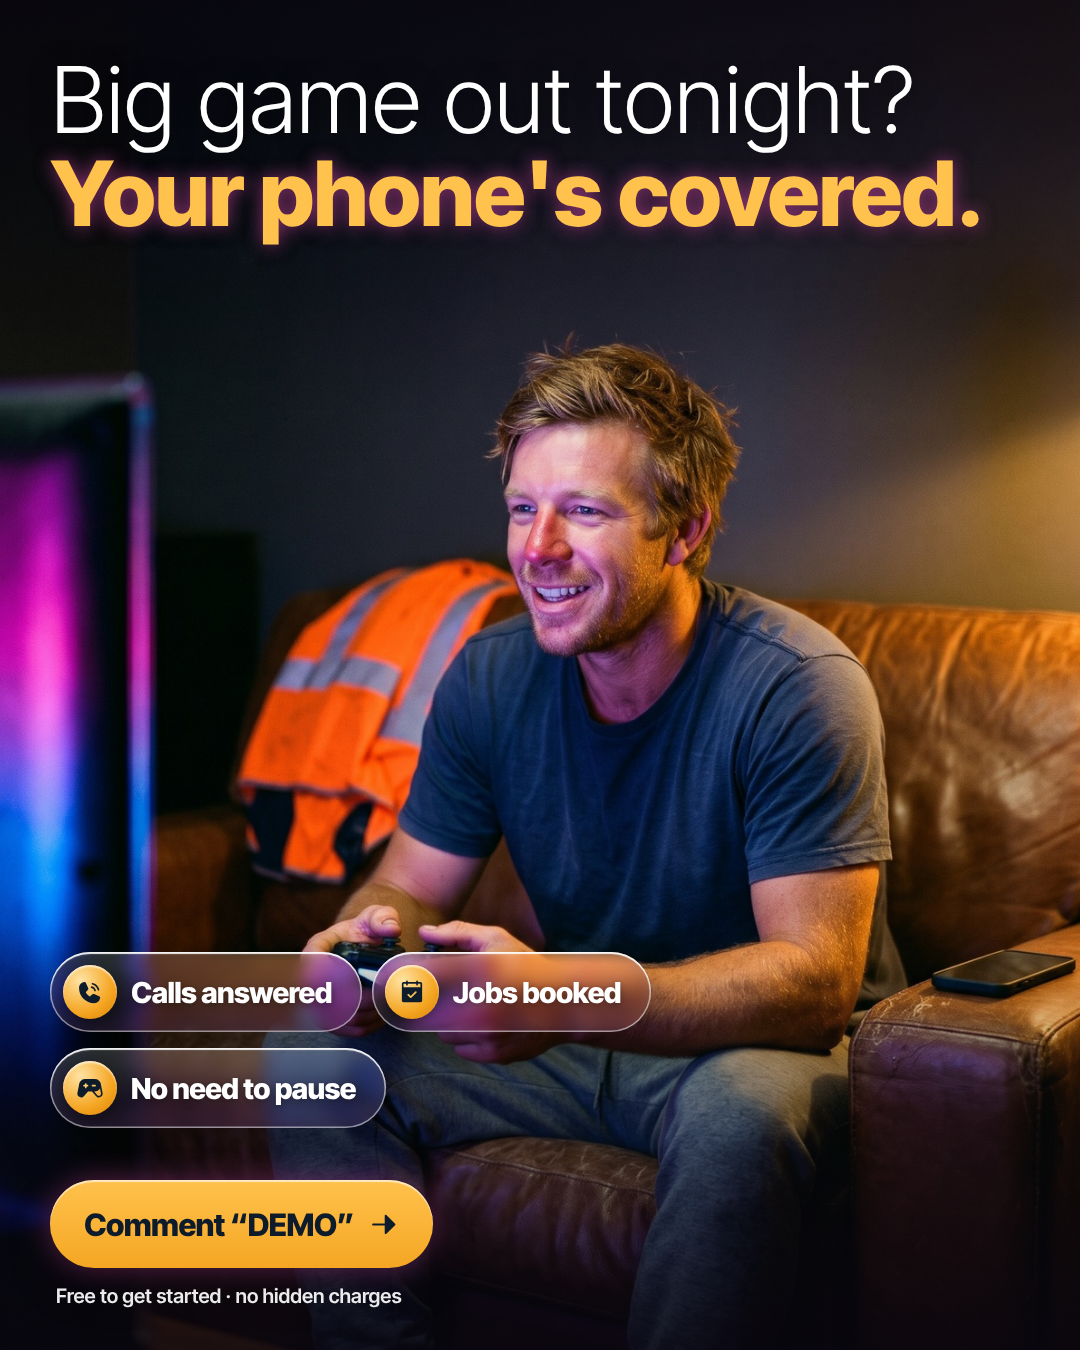 Big game out tonight?
Your phone's covered.
Calls answered
Jobs booked
No need to pause
Comment “DEMO” →
Free to get started · no hidden charges